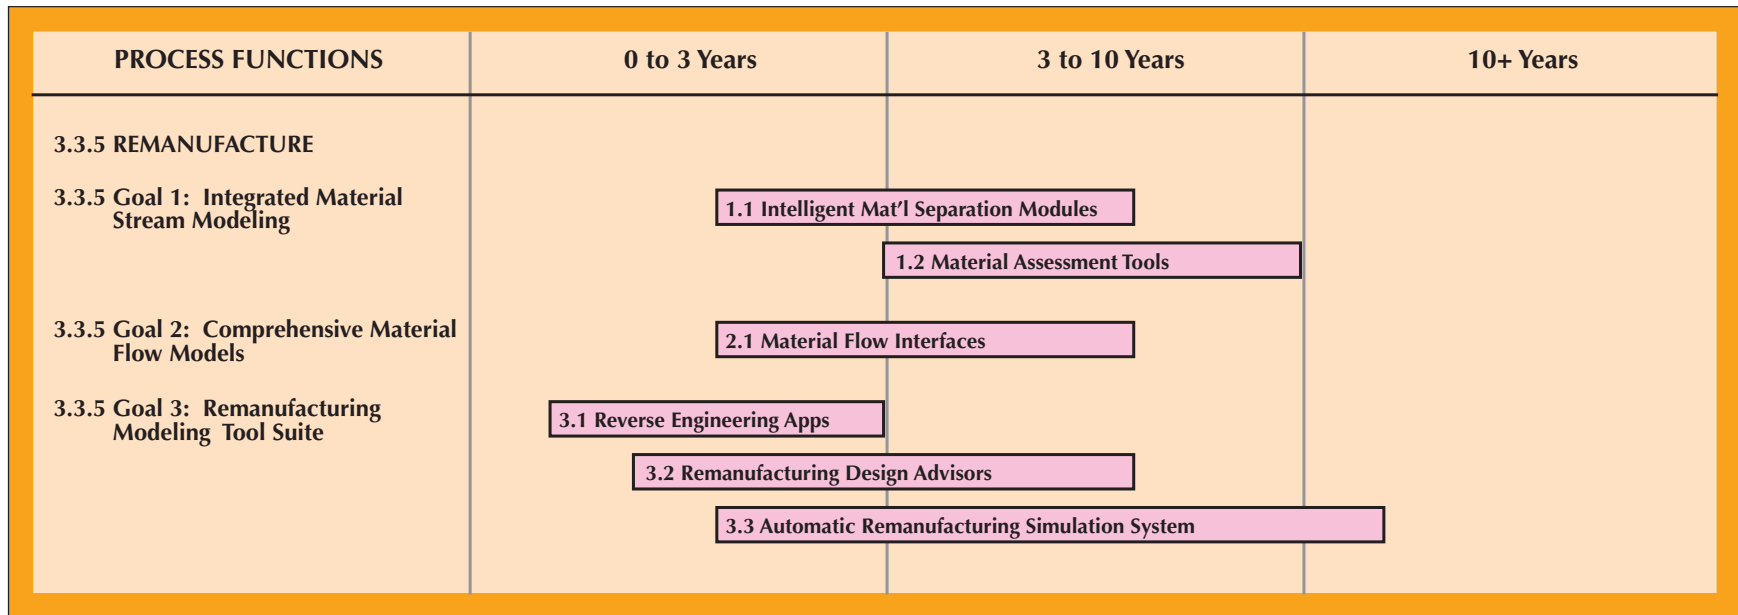 PROCESS FUNCTIONS
0 to 3 Years
3 to 10 Years
10+ Years
3.3.5 REMANUFACTURE
3.3.5 Goal 1:  Integrated Material
Stream Modeling
1.1 Intelligent Mat’l Separation Modules
1.2 Material Assessment Tools
3.3.5 Goal 2:  Comprehensive Material
Flow Models
2.1 Material Flow Interfaces
3.3.5 Goal 3:  Remanufacturing
Modeling  Tool Suite
3.1 Reverse Engineering Apps
3.2 Remanufacturing Design Advisors
3.3 Automatic Remanufacturing Simulation System